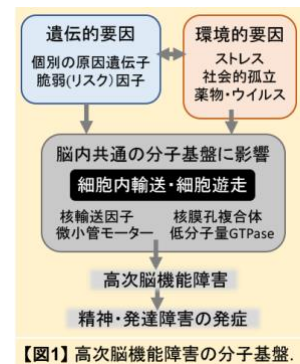 遺伝的要因
個別の原因遺伝子
脆弱(リスク)因子
環境的要因
ストレス
社会的孤立
薬物・ウイルス
脳内共通の分子基盤に影響
細胞内輸送・細胞遊走
核輸送因子 核膜孔複合体
微小管モーター 低分子量GTPase
高次脳機能障害
精神・発達障害の発症
【図1】高次脳機能障害の分子基盤.